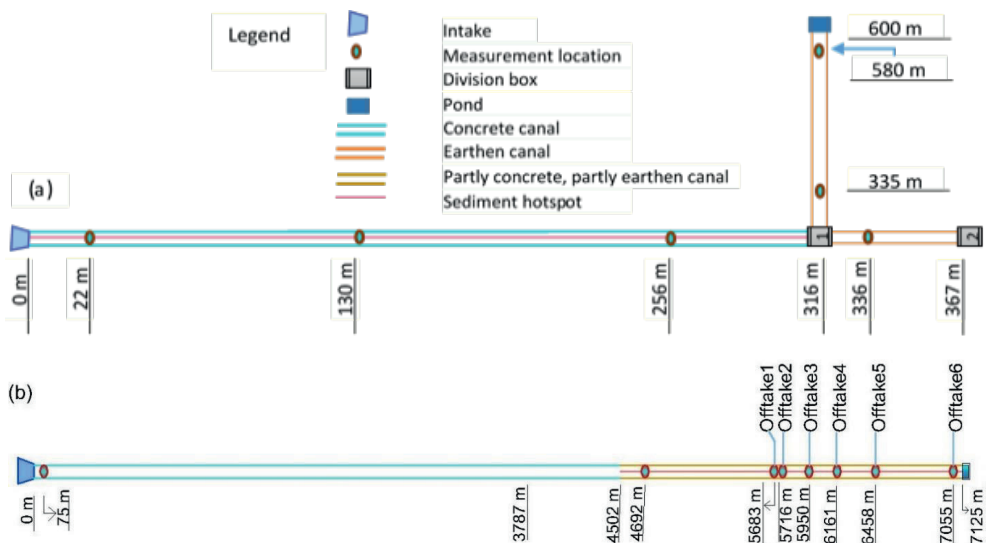 Legend
Intake
Measurement location
Division box
Pond
Concrete canal
Earthen canal
Partly concrete, partly earthen canal
Sediment hotspot
600 m
580 m
335 m
(a)
1
2
0 m
22 m
130 m
256 m
316 m
336 m
367 m
(b)
Offtake1
Offtake2
Offtake3
Offtake4
Offtake5
Offtake6
0 m
75 m
3787 m
4502 m
4692 m
5683 m
5716 m
5950 m
6161 m
6458 m
7055 m
7125 m